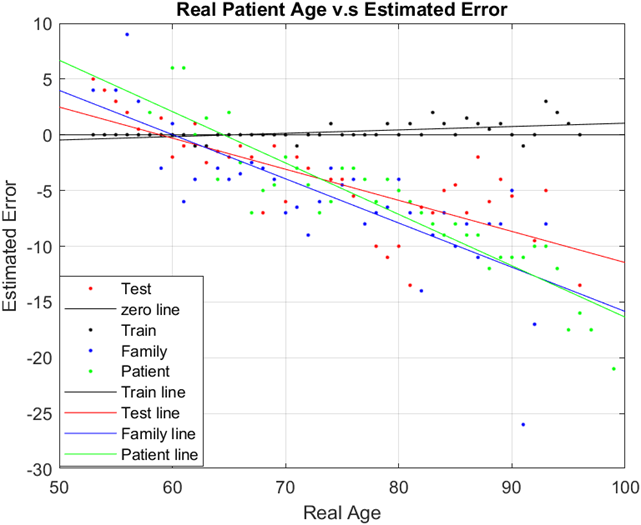 Real Patient Age v.s Estimated Error
10
5
0
-5
-10
-15
-20
-25
-30
Estimated Error
Test
zero line
Train
Family
Patient
Train line
Test line
Family line
Patient line
50 60 70 80 90 100
Real Age